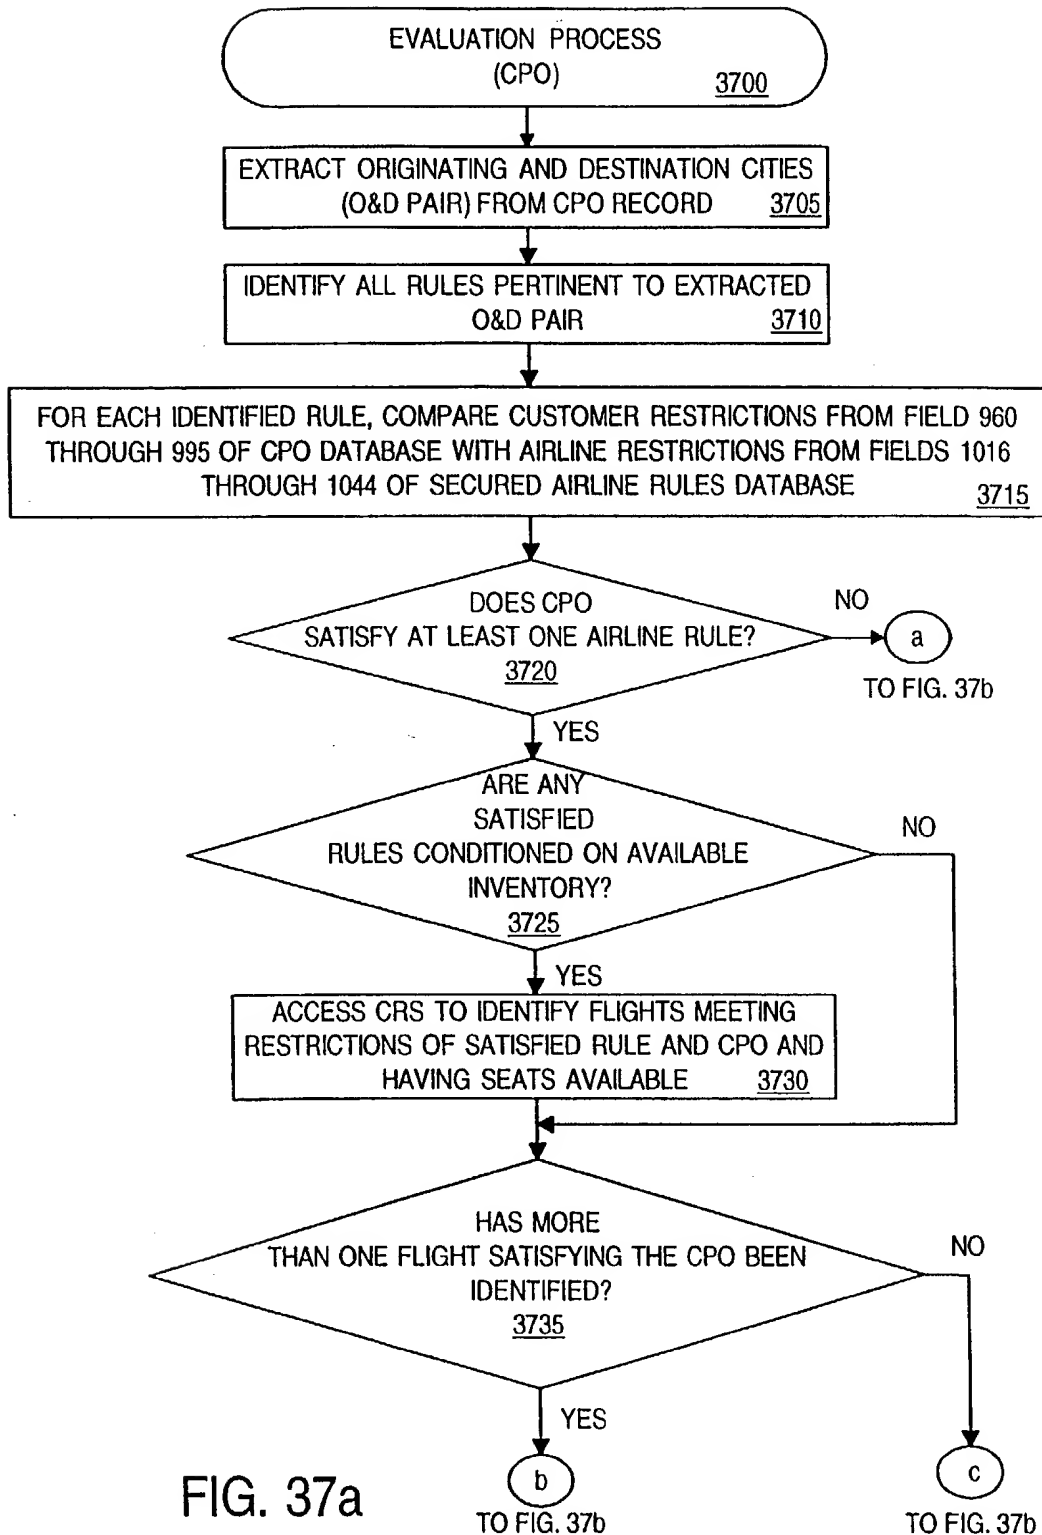 EVALUATION PROCESS
(CPO)
3700
EXTRACT ORIGINATING AND DESTINATION CITIES
(O&D PAIR) FROM CPO RECORD 3705
IDENTIFY ALL RULES PERTINENT TO EXTRACTED
O&D PAIR 3710
FOR EACH IDENTIFIED RULE, COMPARE CUSTOMER RESTRICTIONS FROM FIELD 960
THROUGH 995 OF CPO DATABASE WITH AIRLINE RESTRICTIONS FROM FIELDS 1016
THROUGH 1044 OF SECURED AIRLINE RULES DATABASE 3715
DOES CPO
SATISFY AT LEAST ONE AIRLINE RULE?
3720
NO
a
TO FIG. 37b
YES
ARE ANY
SATISFIED
RULES CONDITIONED ON AVAILABLE
INVENTORY?
3725
NO
YES
ACCESS CRS TO IDENTIFY FLIGHTS MEETING
RESTRICTIONS OF SATISFIED RULE AND CPO AND
HAVING SEATS AVAILABLE 3730
HAS MORE
THAN ONE FLIGHT SATISFYING THE CPO BEEN
IDENTIFIED?
3735
NO
YES
b
TO FIG. 37b
c
TO FIG. 37b
FIG. 37a